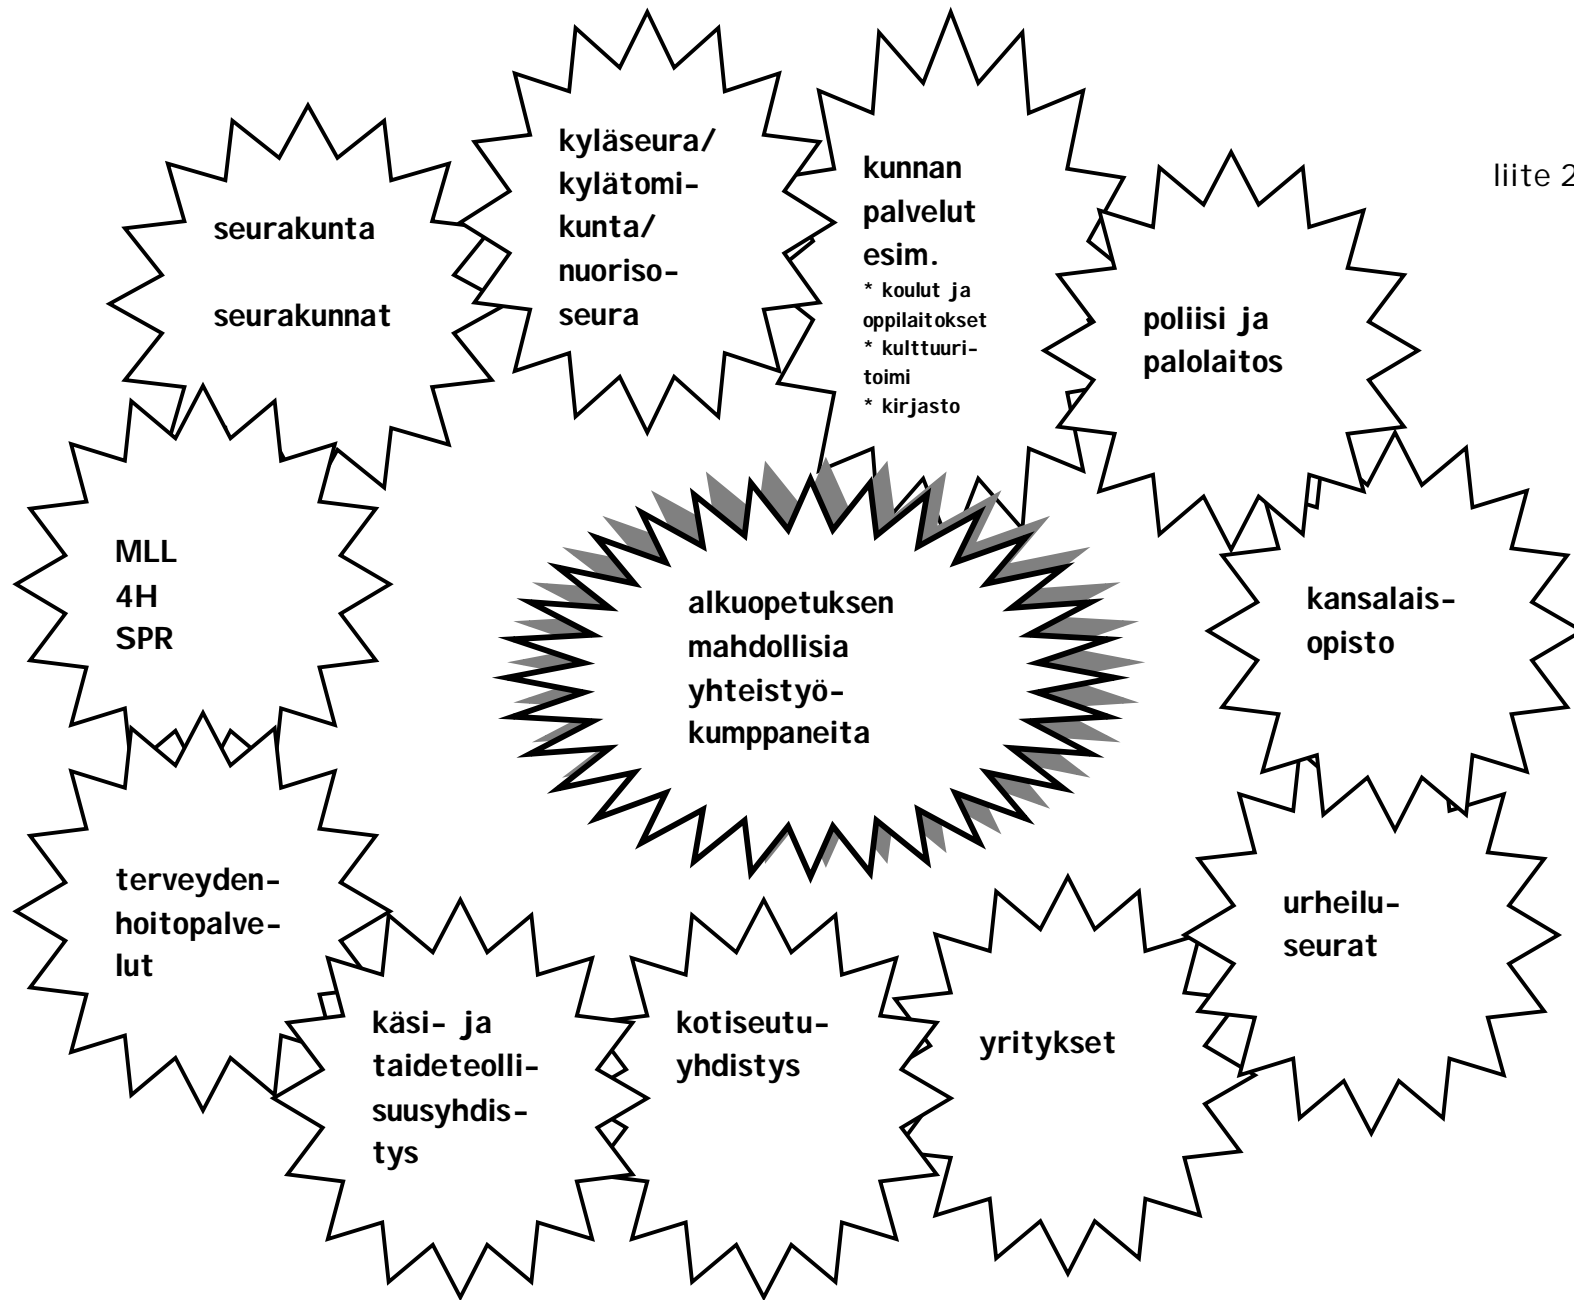 liite 2
seurakunta
seurakunnat
kyläseura/
kylätomi-
kunta/
nuoriso-
seura
kunnan
palvelut
esim.
* koulut ja
oppilaitokset
* kulttuuri-
toimi
* kirjasto
poliisi ja
palolaitos
MLL
4H
SPR
alkuopetuksen
mahdollisia
yhteistyö-
kumppaneita
kansalais-
opisto
terveyden-
hoitopalve-
lut
urheilu-
seurat
käsi- ja
taideteolli-
suusyhdis-
tys
kotiseutu-
yhdistys
yritykset